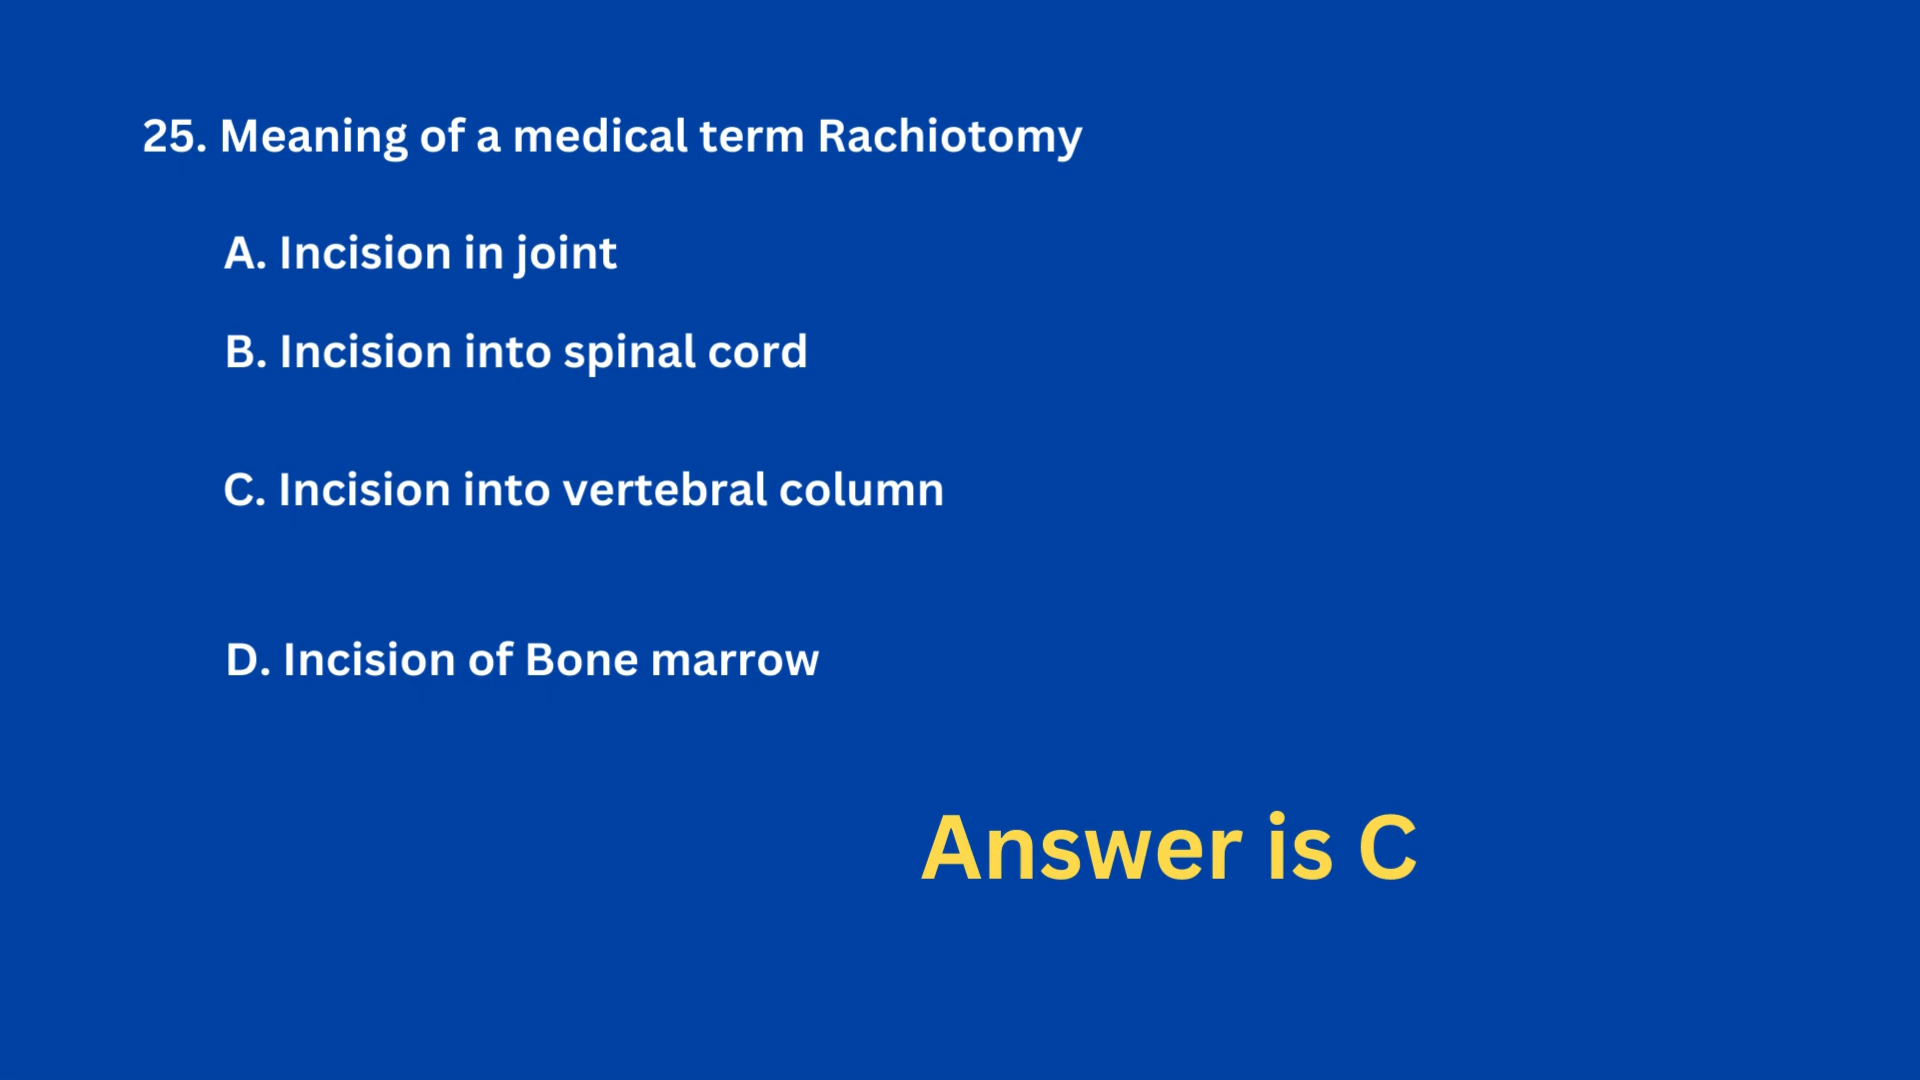 25. Meaning of a medical term Rachiotomy
A. Incision in joint
B. Incision into spinal cord
C. Incision into vertebral column
D. Incision of Bone marrow
Answer is C